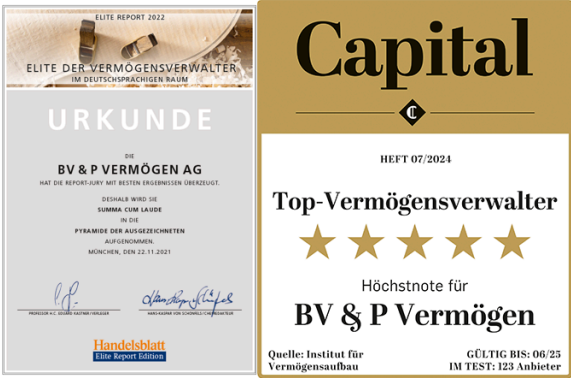 ELITE REPORT 2022
ELITE DER VERMÖGENSVERWALTER
IM DEUTSCHSPRACHIGEN RAUM
URKUNDE
DIE
BV & P VERMÖGEN AG
HAT DIE REPORT-JURY MIT BESTEN ERGEBNISSEN ÜBERZEUGT.
DESHALB WIRD SIE
SUMMA CUM LAUDE
IN DIE
PYRAMIDE DER AUSGEZEICHNETEN
AUFGENOMMEN.
MÜNCHEN, DEN 22.11.2021
Handelsblatt
Elite Report Edition
Capital
C
HEFT 07/2024
Top-Vermögensverwalter
Höchstnote für
BV & P Vermögen
Quelle: Institut für
Vermögensaufbau
GÜLTIG BIS: 06/25
IM TEST: 123 Anbieter